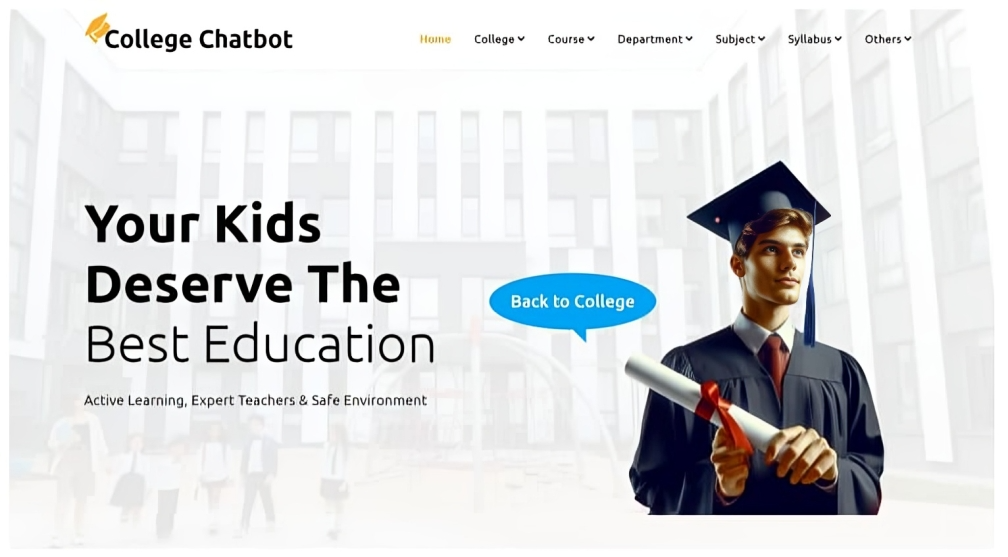 College Chatbot
Home College Course Department Subject Syllabus Others
Your Kids
Deserve The
Best Education
Back to College
Active Learning, Expert Teachers & Safe Environment